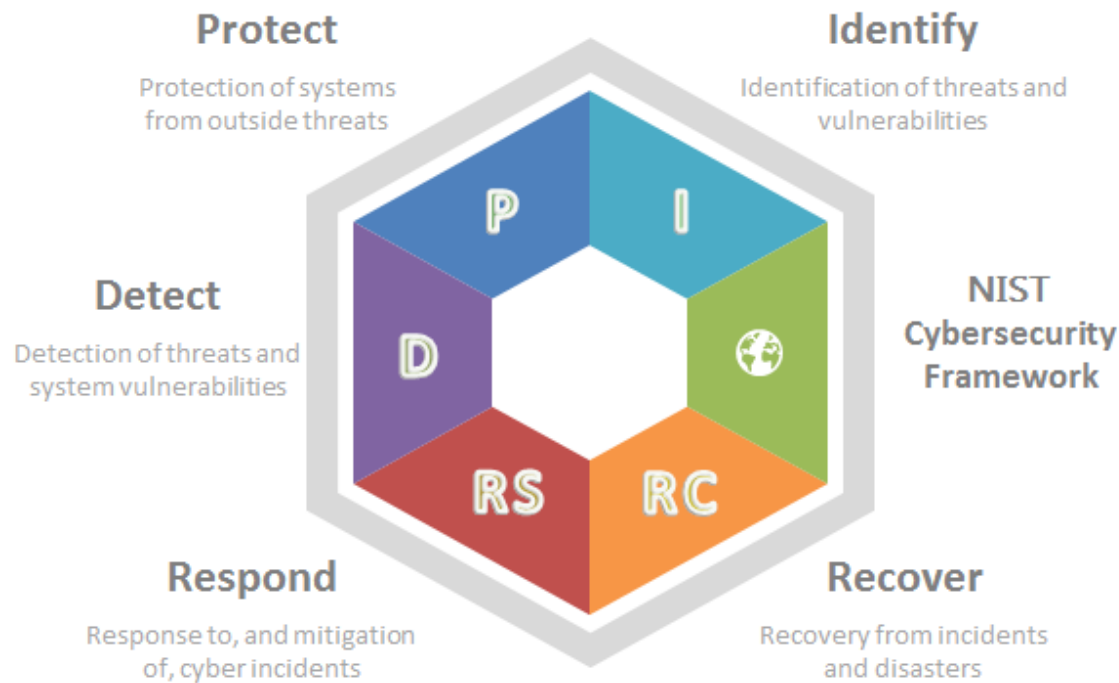 Protect
Protection of systems
from outside threats
Identify
Identification of threats and
vulnerabilities
P
I
Detect
Detection of threats and
system vulnerabilities
D
NIST
Cybersecurity
Framework
RS
RC
Respond
Response to, and mitigation
of, cyber incidents
Recover
Recovery from incidents
and disasters